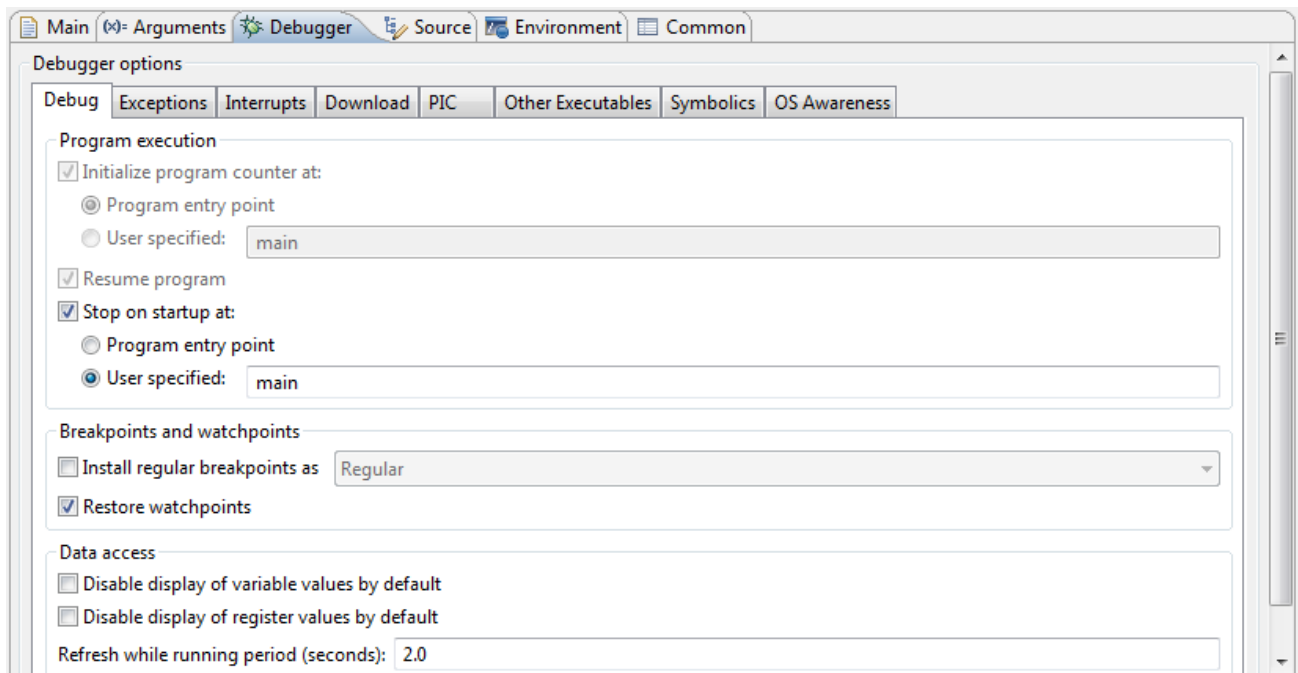 Main (x)= Arguments Debugger Source Environment Common
Debugger options
Debug Exceptions Interrupts Download PIC Other Executables Symbolics OS Awareness
Program execution
Initialize program counter at:
Program entry point
User specified: main
Resume program
Stop on startup at:
Program entry point
User specified: main
Breakpoints and watchpoints
Install regular breakpoints as Regular
Restore watchpoints
Data access
Disable display of variable values by default
Disable display of register values by default
Refresh while running period (seconds): 2.0